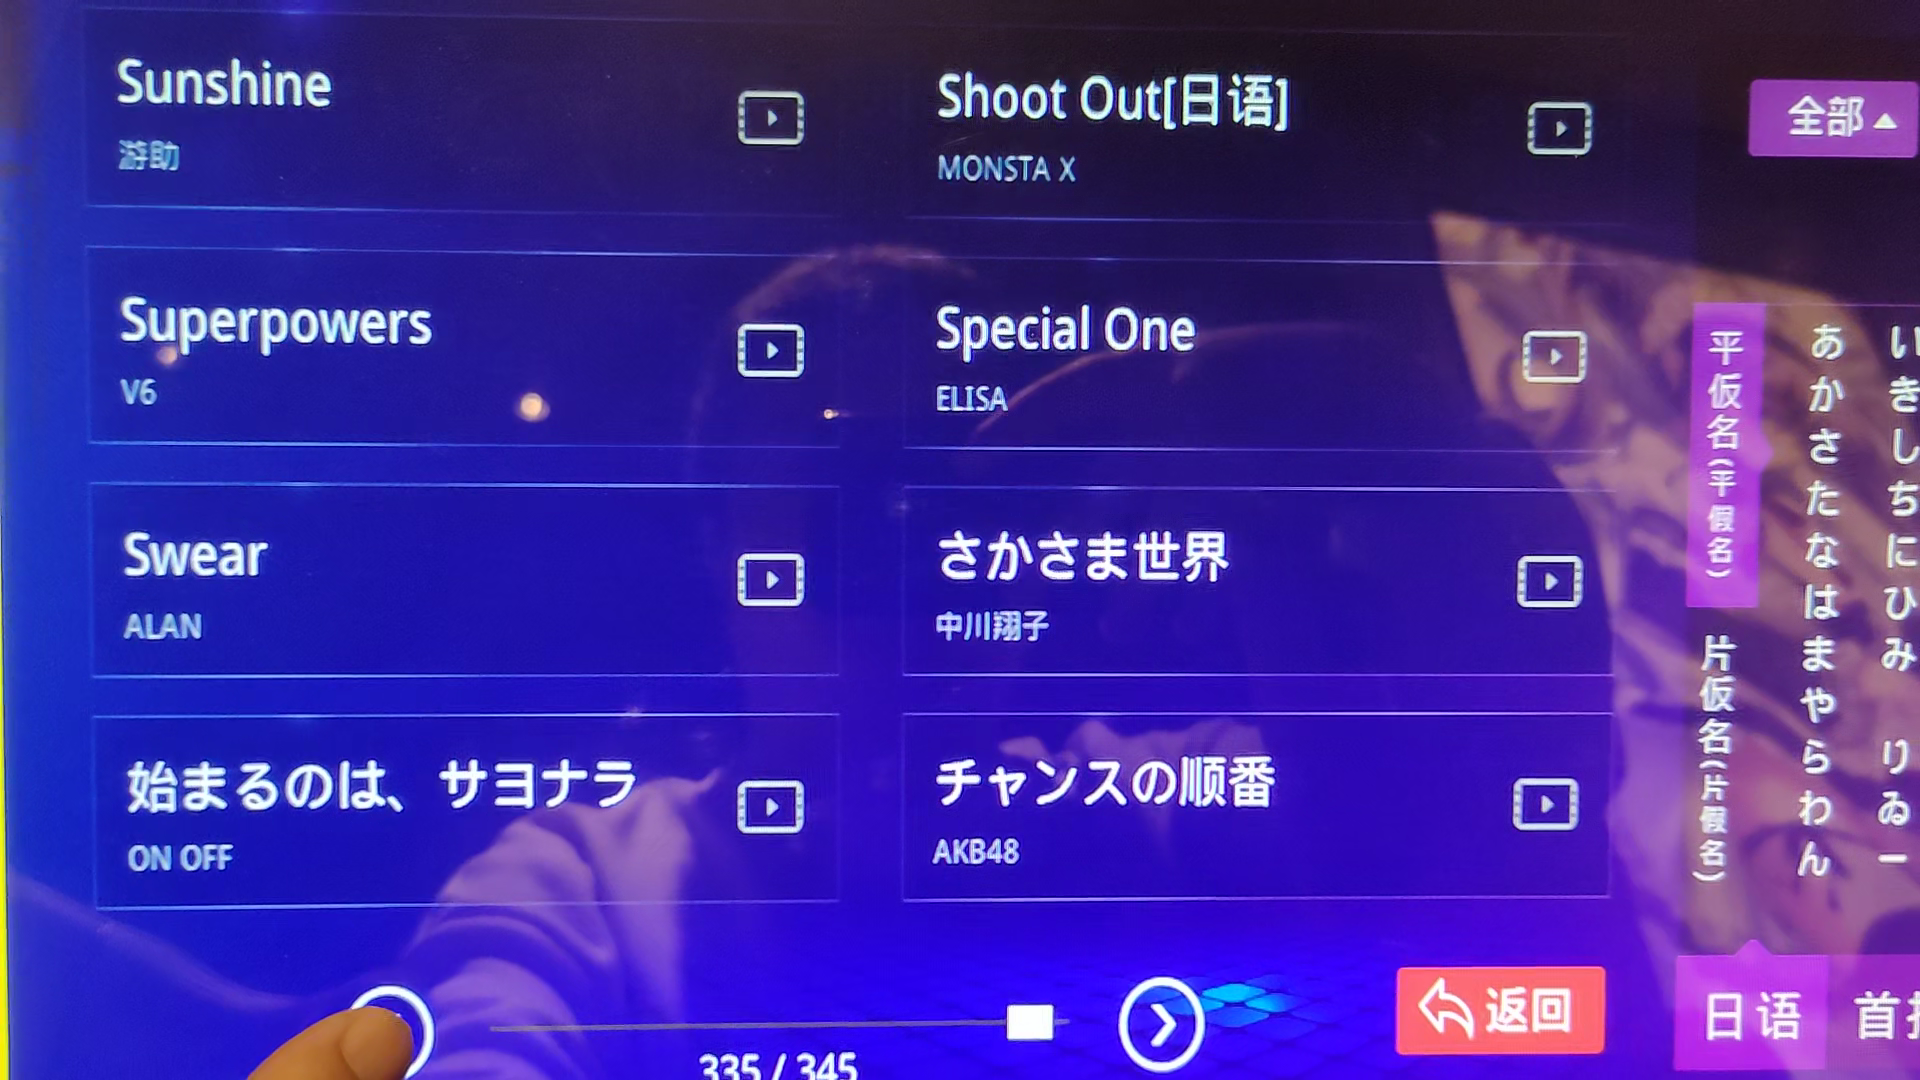 Sunshine
游助
Shoot Out[日语]
MONSTA X
Superpowers
V6
Special One
ELISA
Swear
ALAN
さかさま世界
中川翔子
始まるのは、サヨナラ
ON OFF
チャンスの顺番
AKB48
335 / 345
返回
全部
平仮名(平假名)
片仮名(片假名)
あかさたなはまやらわん
いきしちにひみ りゐー
日语
首